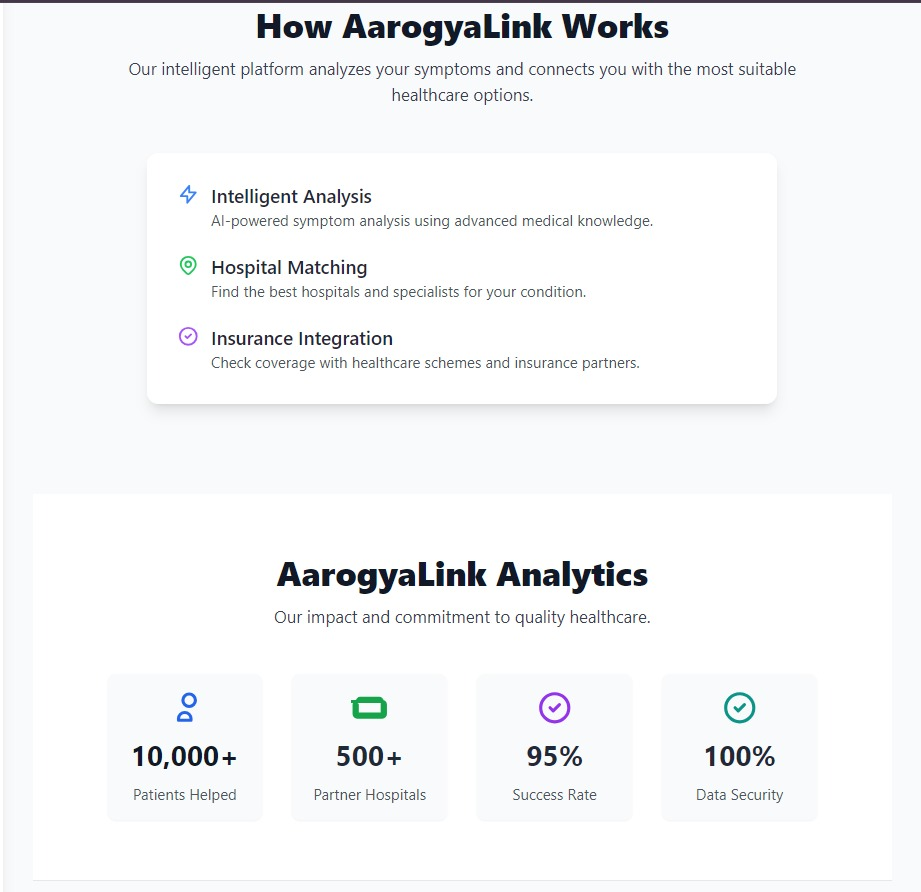 How AarogyaLink Works
Our intelligent platform analyzes your symptoms and connects you with the most suitable
healthcare options.
Intelligent Analysis
AI-powered symptom analysis using advanced medical knowledge.
Hospital Matching
Find the best hospitals and specialists for your condition.
Insurance Integration
Check coverage with healthcare schemes and insurance partners.
AarogyaLink Analytics
Our impact and commitment to quality healthcare.
10,000+
Patients Helped
500+
Partner Hospitals
95%
Success Rate
100%
Data Security